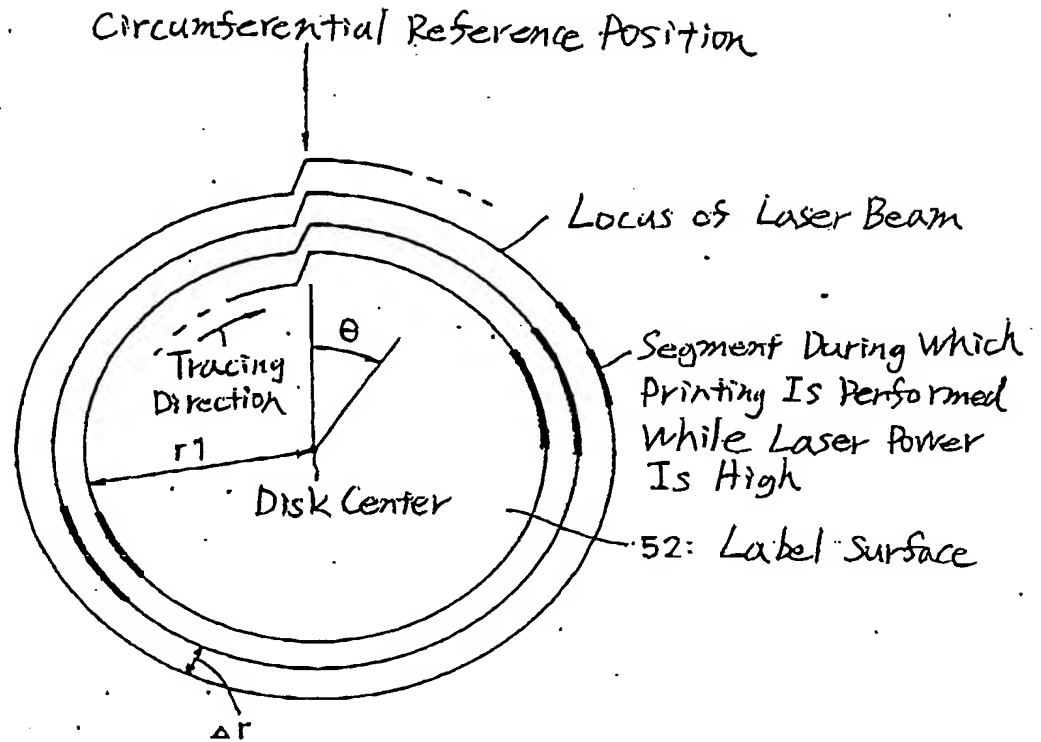 Circumferential Reference Position
Locus of Laser Beam
θ
Tracing
Direction
Segment During Which
Printing Is Performed
While Laser Power
Is High
r1
Disk Center
52: Label Surface
Δr